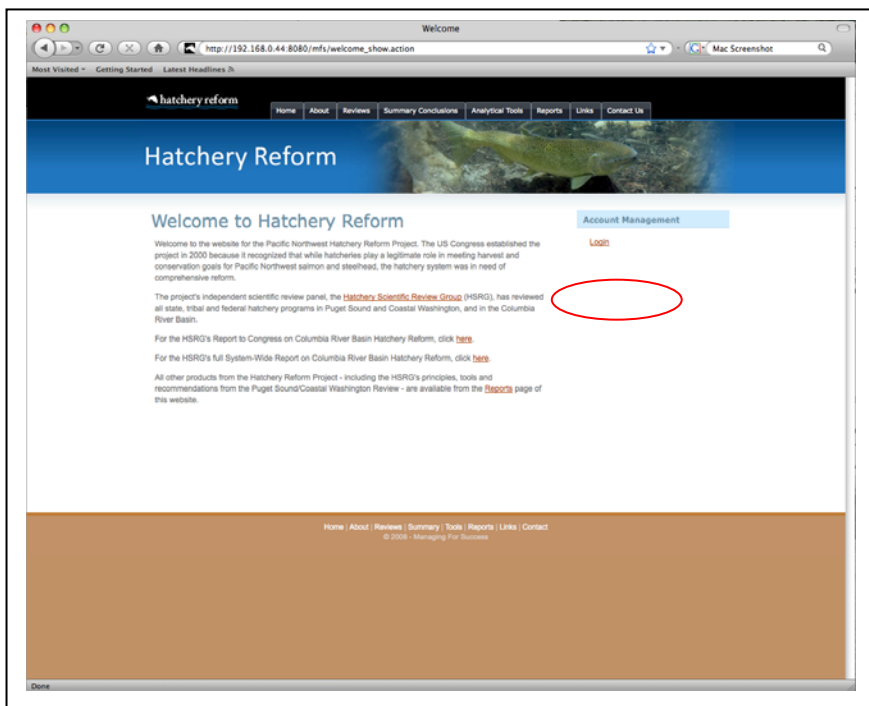 Welcome
http://192.168.0.44:8080/mfs/welcome_show.action
Mac Screenshot
Most Visited
Getting Started
Latest Headlines
hatchery reform
Home
About
Reviews
Summary Conclusions
Analytical Tools
Reports
Links
Contact Us
Hatchery Reform
Welcome to Hatchery Reform
Welcome to the website for the Pacific Northwest Hatchery Reform Project. The US Congress established the
project in 2000 because it recognized that while hatcheries play a legitimate role in meeting harvest and
conservation goals for Pacific Northwest salmon and steelhead, the hatchery system was in need of
comprehensive reform.
The project's independent scientific review panel, the Hatchery Scientific Review Group (HSRG), has reviewed
all state, tribal and federal hatchery programs in Puget Sound and Coastal Washington, and in the Columbia
River Basin.
For the HSRG's Report to Congress on Columbia River Basin Hatchery Reform, click here.
For the HSRG's full System-Wide Report on Columbia River Basin Hatchery Reform, click here.
All other products from the Hatchery Reform Project - including the HSRG's principles, tools and
recommendations from the Puget Sound/Coastal Washington Review - are available from the Reports page of
this website.
Account Management
Login
Home | About | Reviews | Summary | Tools | Reports | Links | Contact
© 2008 - Managing For Success
Done